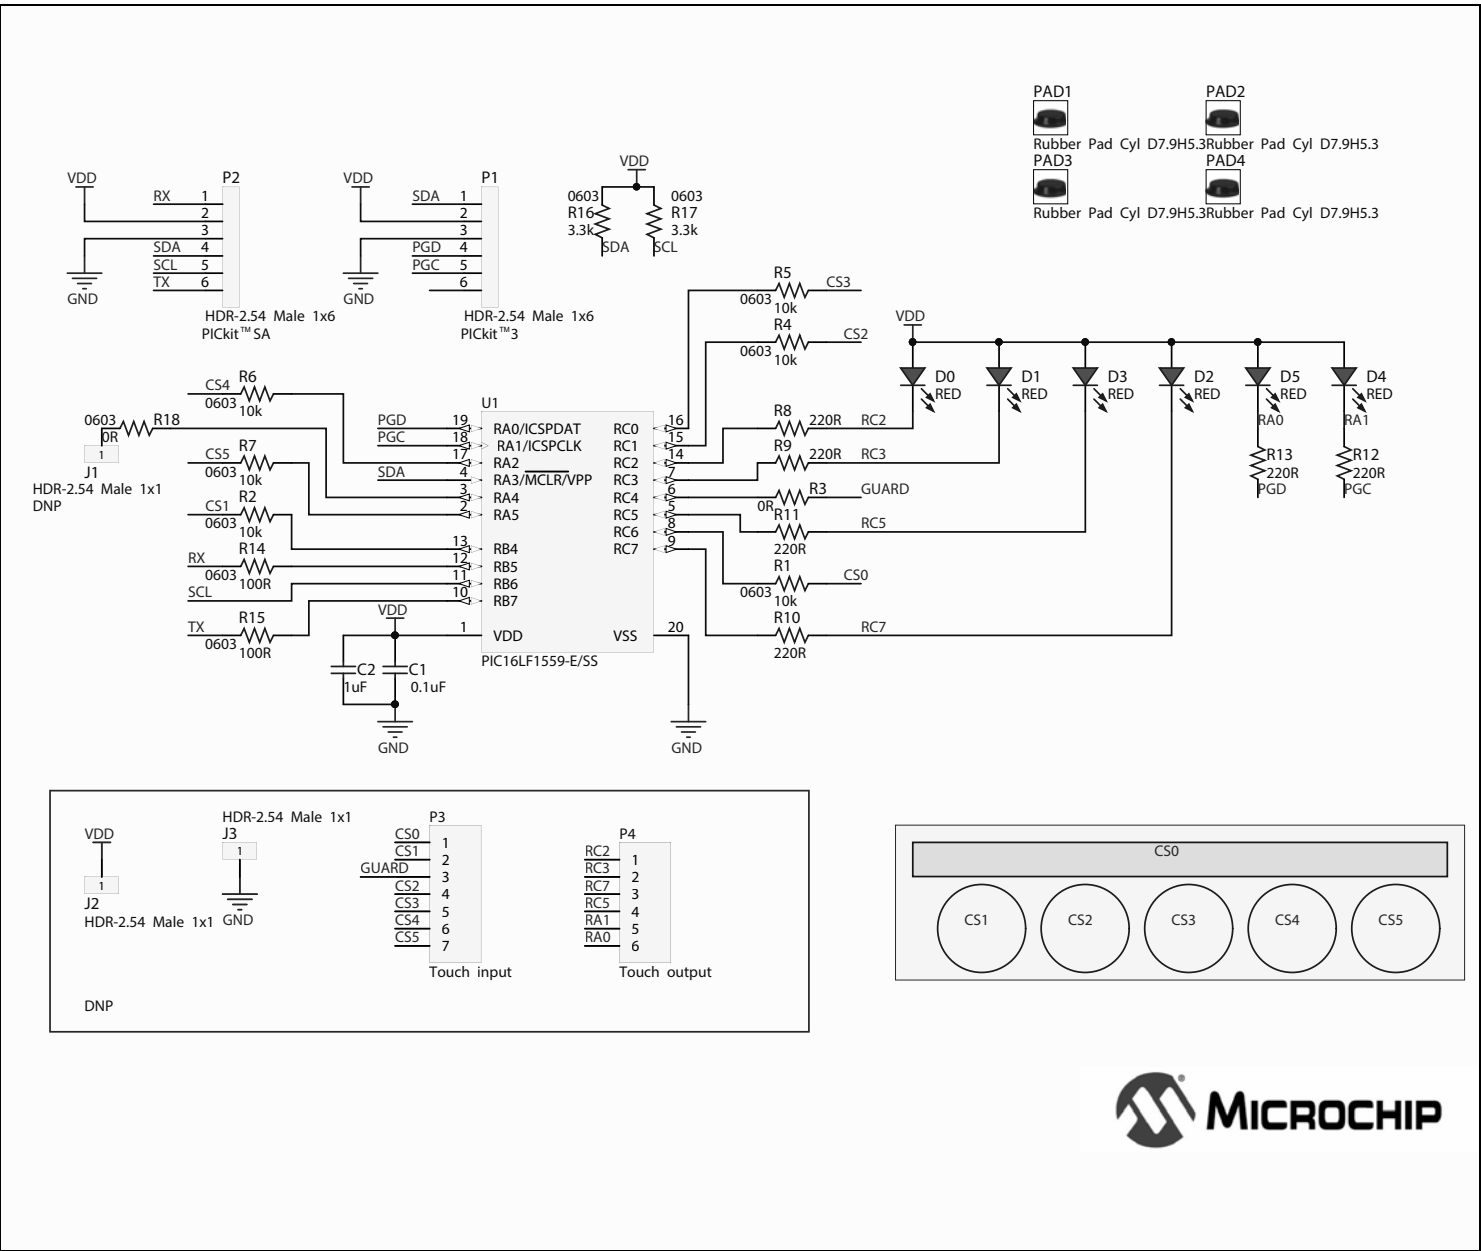 PAD1 PAD2
Rubber Pad Cyl D7.9H5.3 Rubber Pad Cyl D7.9H5.3
PAD3 PAD4
Rubber Pad Cyl D7.9H5.3 Rubber Pad Cyl D7.9H5.3
VDD
P2
RX 1
2
3
SDA 4
SCL 5
TX 6
GND
HDR-2.54 Male 1x6
PICkit™ SA
VDD
P1
SDA 1
2
3
PGD 4
PGC 5
6
GND
HDR-2.54 Male 1x6
PICkit™3
VDD
0603 0603
R16 R17
3.3k 3.3k
SDA SCL
R5
CS3
0603
10k
R4
CS2
0603
10k
CS4 R6
0603 10k
0603 R18
0R
1
J1
HDR-2.54 Male 1x1
DNP
CS5 R7
0603 10k
CS1 R2
0603 10k
RX R14
0603 100R
SCL
TX R15
0603 100R
U1
PGD 19 RA0/ICSPDAT
PGC 18 RA1/ICSPCLK
17 RA2
SDA 4 RA3/MCLR/VPP
3 RA4
2 RA5
13 RB4
12 RB5
11 RB6
10 RB7
1 VDD
RC0 16
RC1 15
RC2 14
RC3 7
RC4 6
RC5 5
RC6 8
RC7 9
VSS 20
PIC16LF1559-E/SS
VDD
C2 C1
1uF 0.1uF
GND
GND
R8 220R RC2
R9 220R RC3
R3 GUARD
0R
R11 RC5
220R
R1 CS0
0603 10k
R10 RC7
220R
VDD
D0 D1 D3 D2 D5 D4
RED RED RED RED RED RED
RA0 RA1
R13 R12
220R 220R
PGD PGC
VDD
1
J2
HDR-2.54 Male 1x1
HDR-2.54 Male 1x1
J3
1
GND
DNP
P3
CS0 1
CS1 2
GUARD 3
CS2 4
CS3 5
CS4 6
CS5 7
Touch input
P4
RC2 1
RC3 2
RC7 3
RC5 4
RA1 5
RA0 6
Touch output
CS0
CS1 CS2 CS3 CS4 CS5
® MICROCHIP